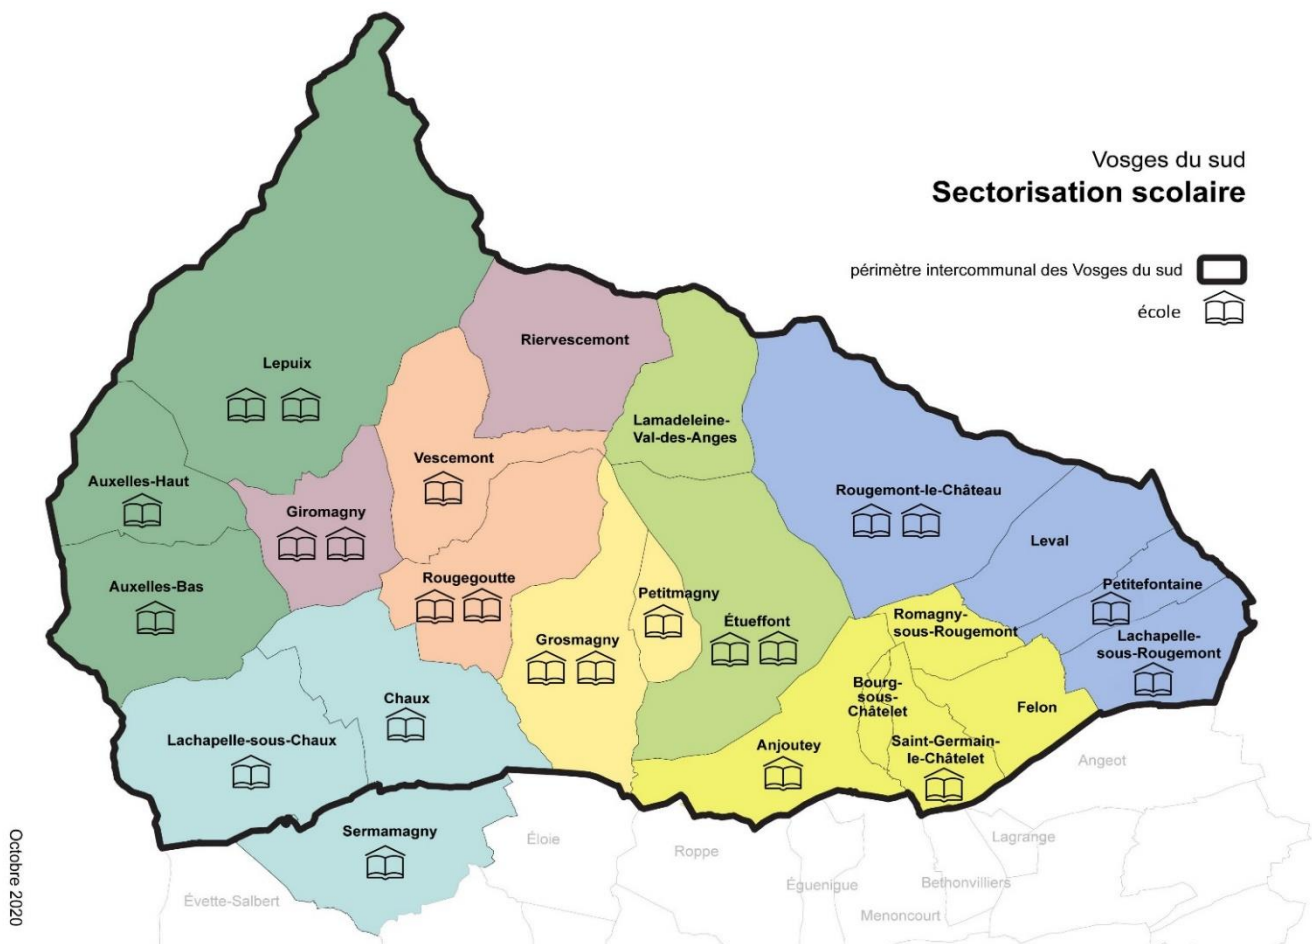 Vosges du sud
Sectorisation scolaire
périmètre intercommunal des Vosges du sud
école
Riervescemont
Lepuix
Lamadeleine-
Val-des-Anges
Vescemont
Auxelles-Haut
Rougemont-le-Château
Giromagny
Leval
Rougegoutte
Auxelles-Bas
Petitefontaine
Petitmagny
Romagny-
sous-Rougemont
Étueffont
Grosmagny
Lachapelle-
sous-Rougemont
Bourg-
sous-
Châtelet
Chaux
Felon
Lachapelle-sous-Chaux
Anjoutey
Saint-Germain-
le-Châtelet
Angeot
Sermamagny
Éloie
Roppe
Lagrange
Éguenigue
Bethonvilliers
Évette-Salbert
Menoncourt
Octobre 2020